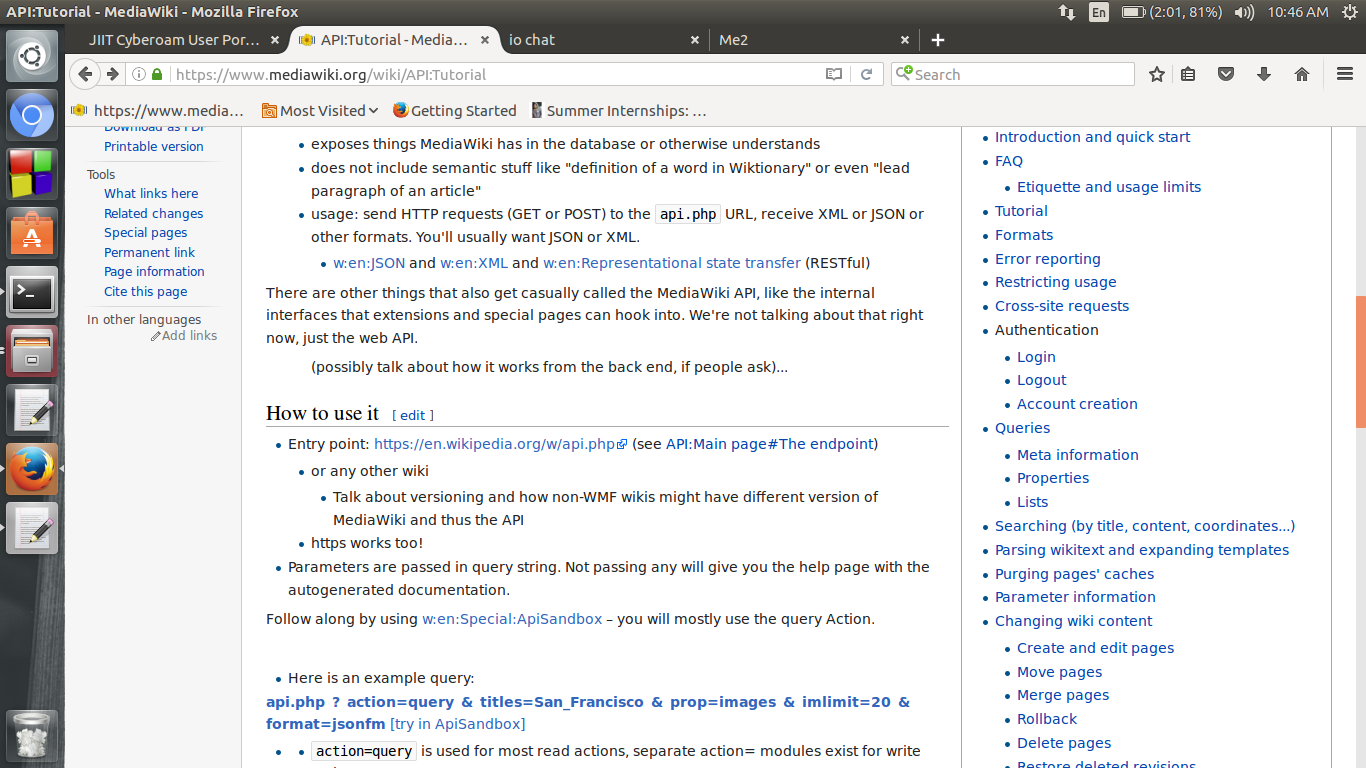 API:Tutorial - MediaWiki - Mozilla Firefox
En
(2:01, 81%)
10:46 AM
JIIT Cyberoam User Por...
API:Tutorial - Media...
io chat
Me2
https://www.mediawiki.org/wiki/API:Tutorial
Search
https://www.media...
Most Visited
Getting Started
Summer Internships: ...
Download as PDF
Printable version
Tools
What links here
Related changes
Special pages
Permanent link
Page information
Cite this page
In other languages
Add links
• exposes things MediaWiki has in the database or otherwise understands
• does not include semantic stuff like "definition of a word in Wiktionary" or even "lead
paragraph of an article"
• usage: send HTTP requests (GET or POST) to the api.php URL, receive XML or JSON or
other formats. You'll usually want JSON or XML.
• w:en:JSON and w:en:XML and w:en:Representational state transfer (RESTful)
There are other things that also get casually called the MediaWiki API, like the internal
interfaces that extensions and special pages can hook into. We're not talking about that right
now, just the web API.
(possibly talk about how it works from the back end, if people ask)...
How to use it [ edit ]
• Entry point: https://en.wikipedia.org/w/api.php (see API:Main page#The endpoint)
• or any other wiki
• Talk about versioning and how non-WMF wikis might have different version of
MediaWiki and thus the API
• https works too!
• Parameters are passed in query string. Not passing any will give you the help page with the
autogenerated documentation.
Follow along by using w:en:Special:ApiSandbox – you will mostly use the query Action.
• Here is an example query:
api.php ? action=query & titles=San_Francisco & prop=images & imlimit=20 &
format=jsonfm [try in ApiSandbox]
• • action=query is used for most read actions, separate action= modules exist for write
• Introduction and quick start
• FAQ
• Etiquette and usage limits
• Tutorial
• Formats
• Error reporting
• Restricting usage
• Cross-site requests
• Authentication
• Login
• Logout
• Account creation
• Queries
• Meta information
• Properties
• Lists
• Searching (by title, content, coordinates...)
• Parsing wikitext and expanding templates
• Purging pages' caches
• Parameter information
• Changing wiki content
• Create and edit pages
• Move pages
• Merge pages
• Rollback
• Delete pages
• Restore deleted revisions